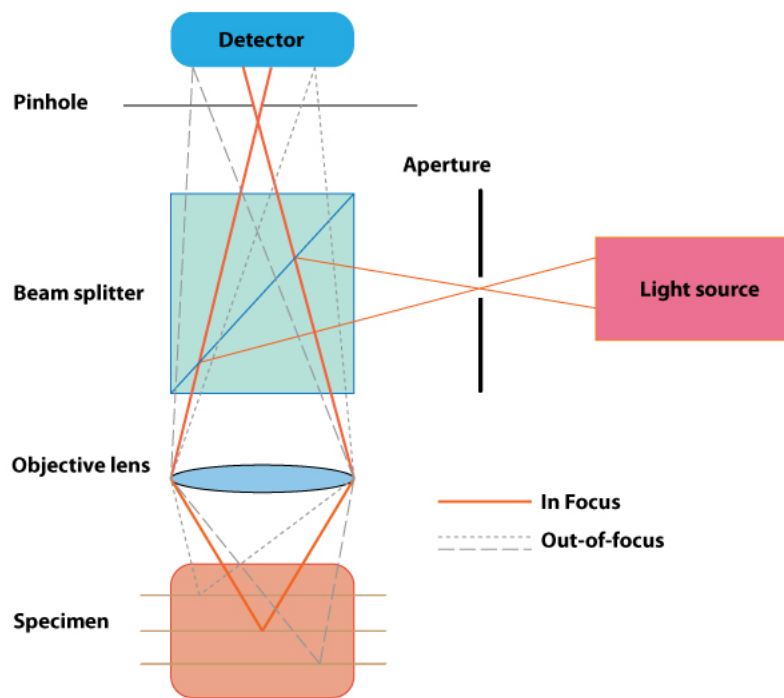 Detector
Pinhole
Aperture
Beam splitter
Light source
Objective lens
In Focus
Out-of-focus
Specimen